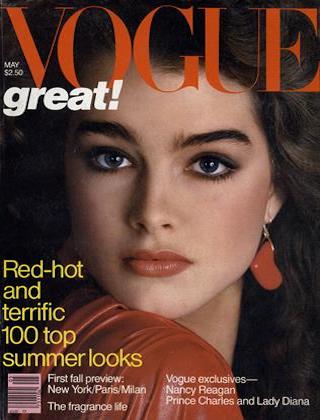 VOGUE
MAY
$2.50
great!
Red-hot
and
terrific
100 top
summer looks
First fall preview:
New York/Paris/Milan
The fragrance life
Vogue exclusives—
Nancy Reagan
Prince Charles and Lady Diana